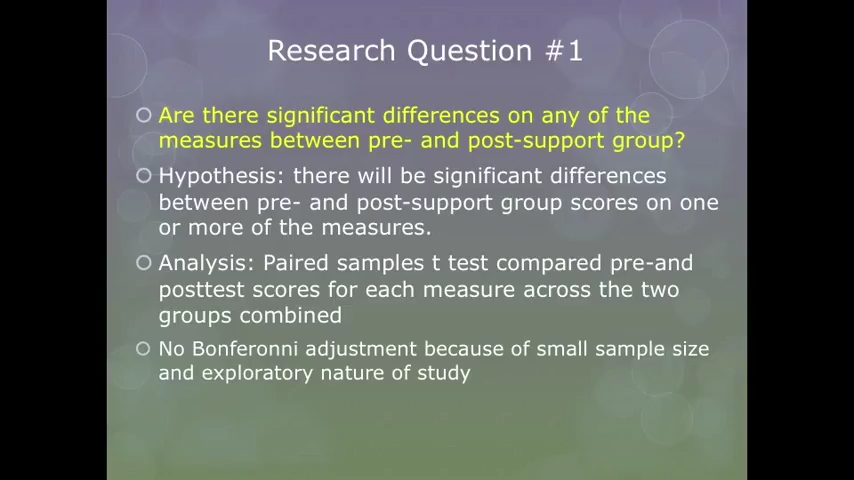 Research Question #1
Are there significant differences on any of the
measures between pre- and post-support group?
Hypothesis: there will be significant differences
between pre- and post-support group scores on one
or more of the measures.
Analysis: Paired samples t test compared pre-and
posttest scores for each measure across the two
groups combined
No Bonferonni adjustment because of small sample size
and exploratory nature of study